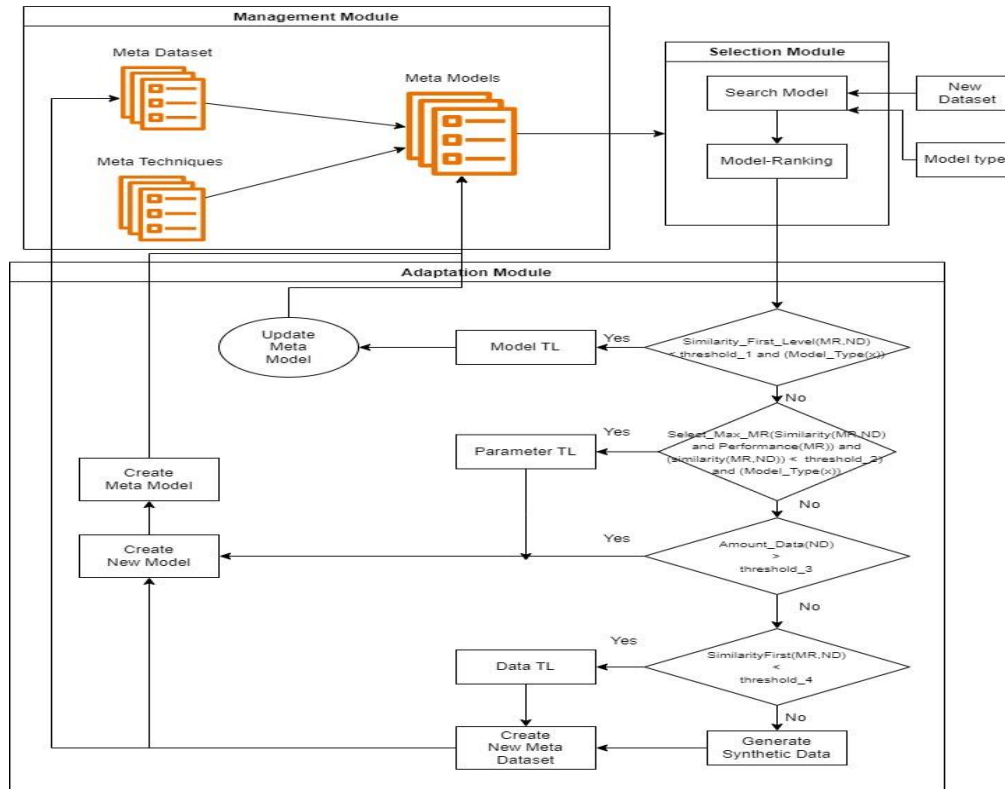 Management Module
Meta Dataset
Meta Models
Meta Techniques
Selection Module
Search Model
Model-Ranking
New
Dataset
Model type
Adaptation Module
Update
Meta
Model
Model TL
Yes
Similarity_First_Level(MR,ND)
< threshold_1 and (Model_Type(x))
No
Parameter TL
Yes
Select_Max_MR(Similarity(MR,ND)
and Performance(MR)) and
(similarity(MR,ND)) < threshold_2)
and (Model_Type(x))
No
Create
Meta Model
Create
New Model
Yes
Amount_Data(ND)
>
threshold_3
No
Data TL
Yes
SimilarityFirst(MR,ND)
<
threshold_4
No
Create
New Meta
Dataset
Generate
Synthetic Data